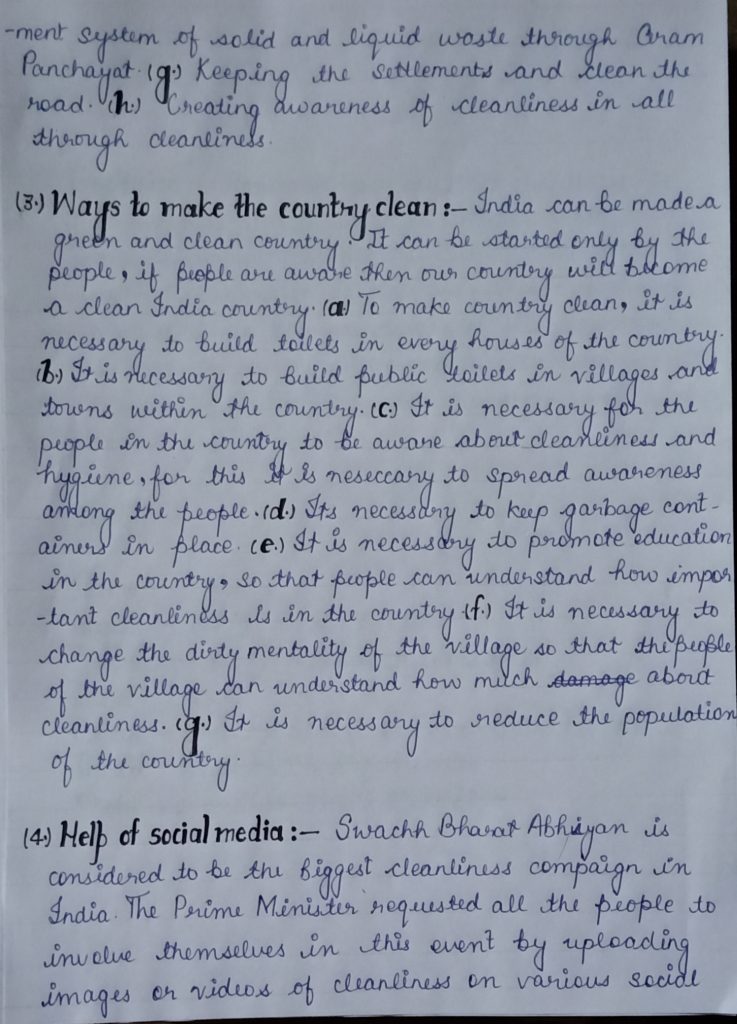 -ment system of solid and liquid waste through Gram
Panchayat. (g.) Keeping the settlements and clean the
road. (h.) Creating awareness of cleanliness in all
through cleanliness.
(3.) Ways to make the country clean :- India can be made a
green and clean country. It can be started only by the
people, if people are aware then our country will become
a clean India country. (a) To make country clean, it is
necessary to build toilets in every houses of the country.
(b.) It is necessary to build public toilets in villages and
towns within the country. (c.) It is necessary for the
people in the country to be aware about cleanliness and
hygiene, for this it is neseccary to spread awareness
among the people. (d.) Its necessary to keep garbage cont-
ainers in place. (e.) It is necessary to promote education
in the country, so that people can understand how impor
-tant cleanliness is in the country (f.) It is necessary to
change the dirty mentality of the village so that the people
of the village can understand how much damage about
cleanliness. (g.) It is necessary to reduce the population
of the country.
(4.) Help of social media :- Swachh Bharat Abhiyan is
considered to be the biggest cleanliness compaign in
India. The Prime Minister requested all the people to
involve themselves in this event by uploading
images or videos of cleanliness on various socide